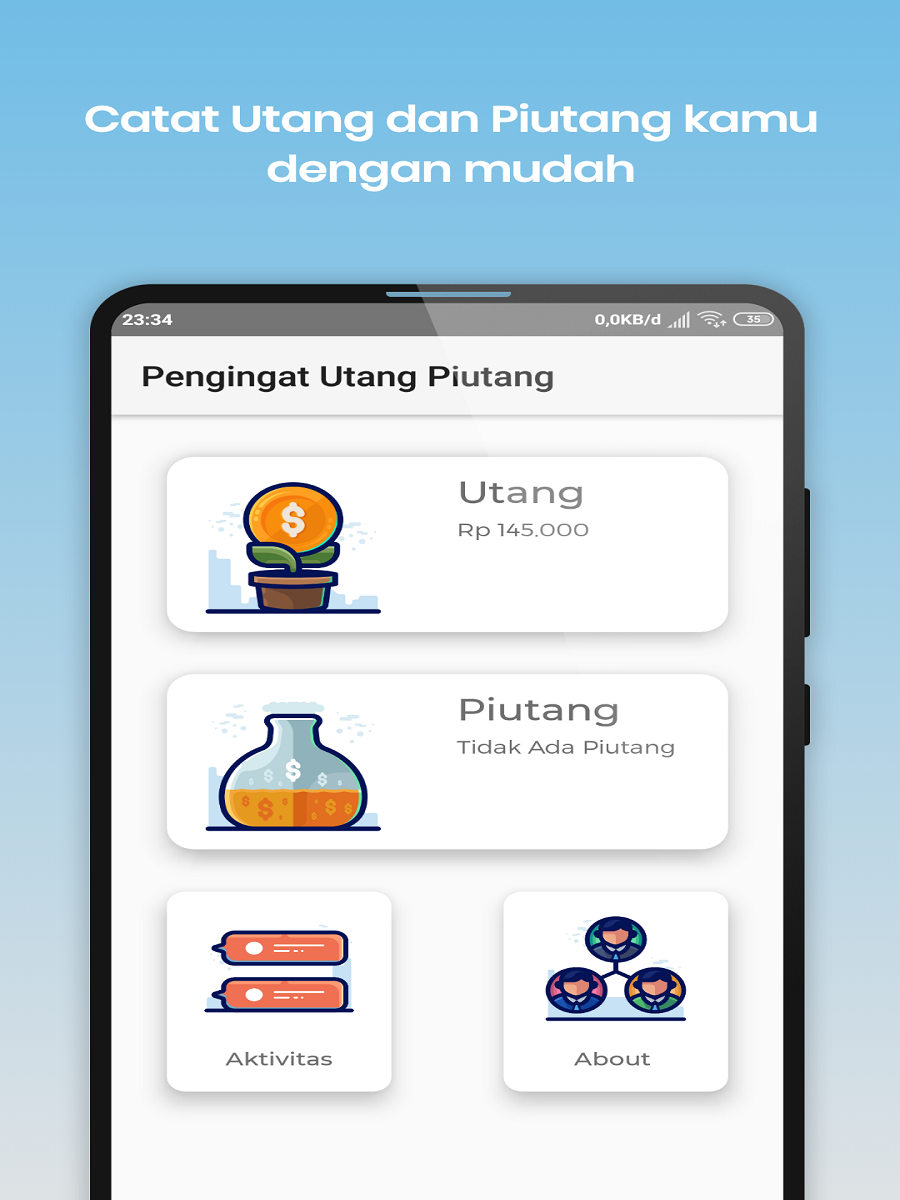 Catat Utang dan Piutang kamu
dengan mudah
23:34
0,0KB/d
35
Pengingat Utang Piutang
Utang
Rp 145.000
Piutang
Tidak Ada Piutang
Aktivitas
About